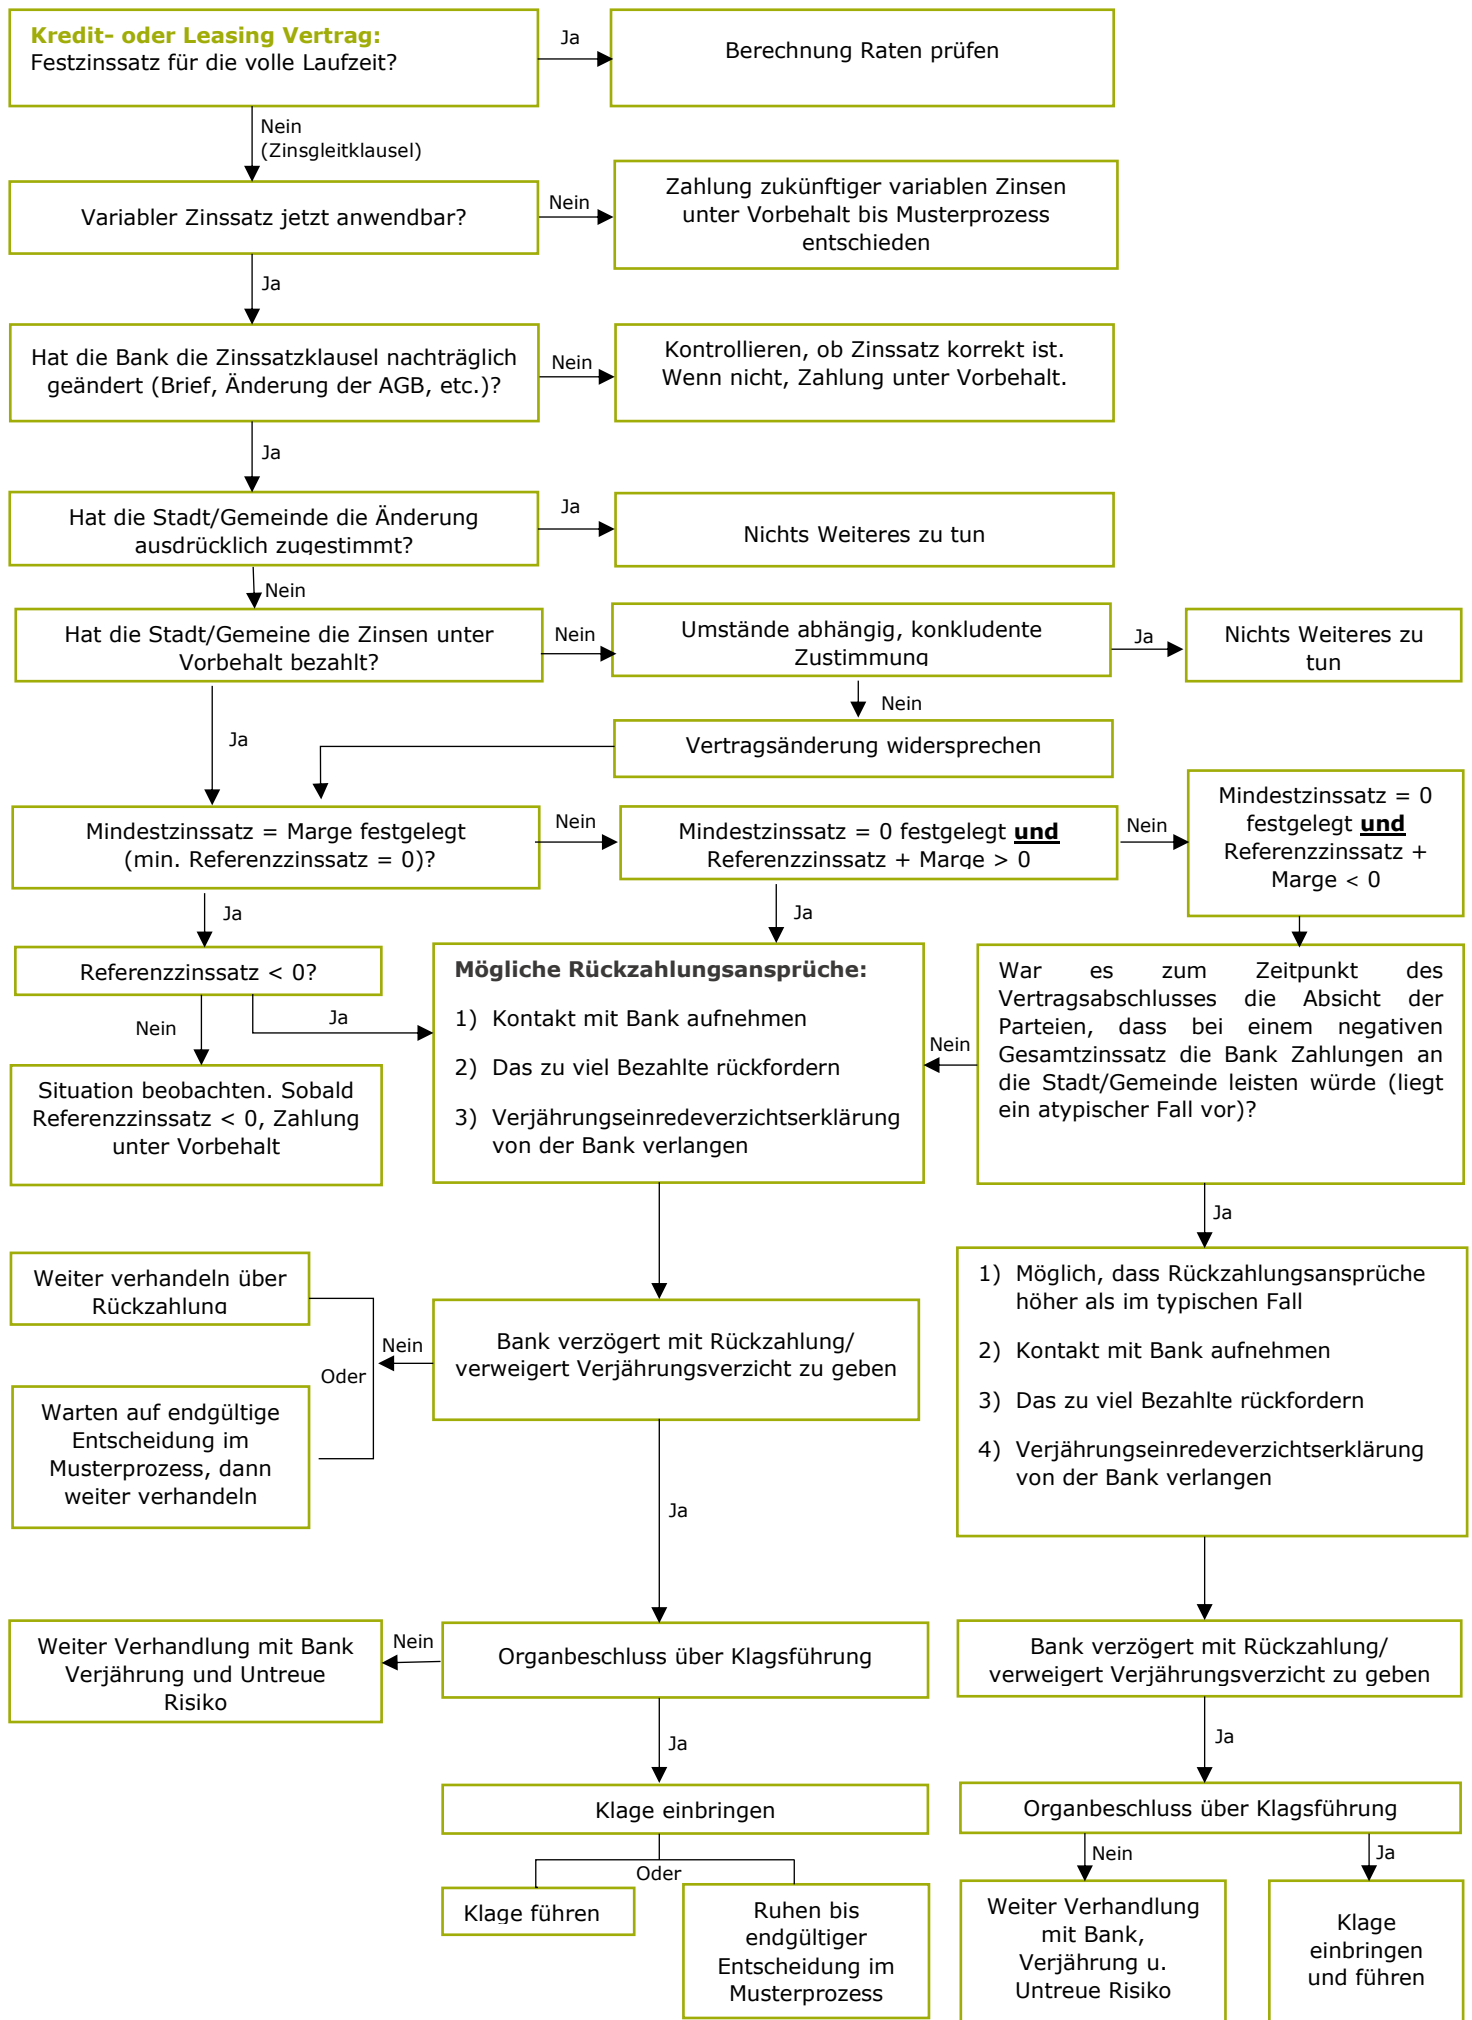 Kredit- oder Leasing Vertrag:
Festzinssatz für die volle Laufzeit?
Ja
Berechnung Raten prüfen
Nein
(Zinsgleitklausel)
Variabler Zinssatz jetzt anwendbar?
Nein
Zahlung zukünftiger variablen Zinsen
unter Vorbehalt bis Musterprozess
entschieden
Ja
Hat die Bank die Zinssatzklausel nachträglich
geändert (Brief, Änderung der AGB, etc.)?
Nein
Kontrollieren, ob Zinssatz korrekt ist.
Wenn nicht, Zahlung unter Vorbehalt.
Ja
Hat die Stadt/Gemeinde die Änderung
ausdrücklich zugestimmt?
Ja
Nichts Weiteres zu tun
Nein
Hat die Stadt/Gemeine die Zinsen unter
Vorbehalt bezahlt?
Nein
Umstände abhängig, konkludente
Zustimmung
Ja
Nichts Weiteres zu
tun
Nein
Vertragsänderung widersprechen
Ja
Mindestzinssatz = Marge festgelegt
(min. Referenzzinssatz = 0)?
Nein
Mindestzinssatz = 0 festgelegt und
Referenzzinssatz + Marge > 0
Nein
Mindestzinssatz = 0
festgelegt und
Referenzzinssatz +
Marge < 0
Ja
Ja
Referenzzinssatz < 0?
Nein
Ja
Situation beobachten. Sobald
Referenzzinssatz < 0, Zahlung
unter Vorbehalt
Mögliche Rückzahlungsansprüche:
1) Kontakt mit Bank aufnehmen
2) Das zu viel Bezahlte rückfordern
3) Verjährungseinredeverzichtserklärung
von der Bank verlangen
Nein
War es zum Zeitpunkt des
Vertragsabschlusses die Absicht der
Parteien, dass bei einem negativen
Gesamtzinssatz die Bank Zahlungen an
die Stadt/Gemeinde leisten würde (liegt
ein atypischer Fall vor)?
Ja
Weiter verhandeln über
Rückzahlung
Oder
Warten auf endgültige
Entscheidung im
Musterprozess, dann
weiter verhandeln
Nein
Bank verzögert mit Rückzahlung/
verweigert Verjährungsverzicht zu geben
1) Möglich, dass Rückzahlungsansprüche
höher als im typischen Fall
2) Kontakt mit Bank aufnehmen
3) Das zu viel Bezahlte rückfordern
4) Verjährungseinredeverzichtserklärung
von der Bank verlangen
Ja
Weiter Verhandlung mit Bank
Verjährung und Untreue
Risiko
Nein
Organbeschluss über Klagsführung
Bank verzögert mit Rückzahlung/
verweigert Verjährungsverzicht zu geben
Ja
Ja
Klage einbringen
Organbeschluss über Klagsführung
Oder
Nein
Ja
Klage führen
Ruhen bis
endgültiger
Entscheidung im
Musterprozess
Weiter Verhandlung
mit Bank,
Verjährung u.
Untreue Risiko
Klage
einbringen
und führen